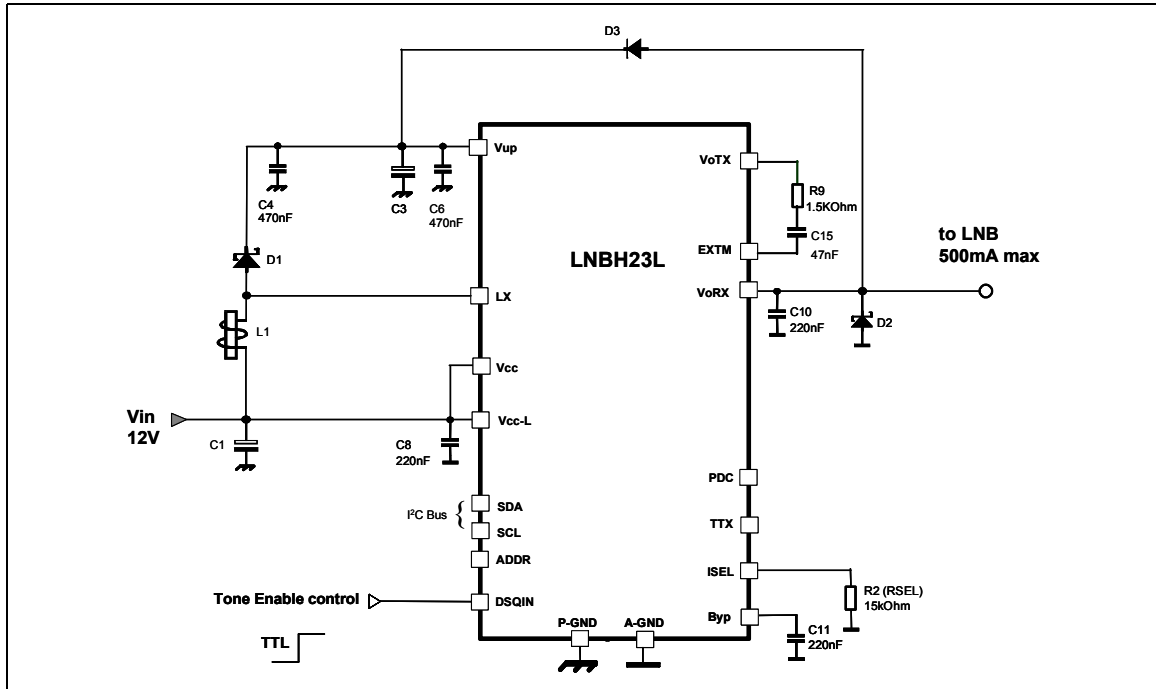 D3
Vup
VoTX
C4
470nF
C3
C6
470nF
R9
1.5KOhm
C15
47nF
D1
LNBH23L
EXTM
to LNB
500mA max
LX
VoRX
C10
220nF
D2
L1
Vcc
Vin
12V
Vcc-L
C1
C8
220nF
PDC
SDA
I²C Bus {
SCL
TTX
ADDR
ISEL
R2 (RSEL)
15kOhm
Tone Enable control
DSQIN
Byp
P-GND
A-GND
C11
220nF
TTL